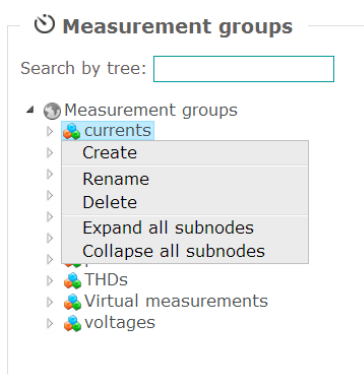 Measurement groups
Search by tree:
Measurement groups
currents
Create
Rename
Delete
Expand all subnodes
Collapse all subnodes
THDs
Virtual measurements
voltages